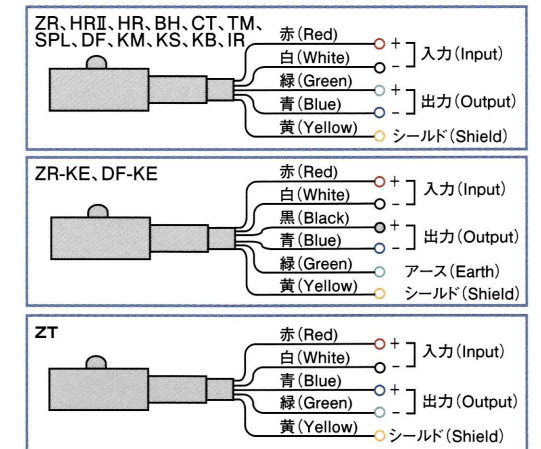 ZR、HRⅡ、HR、BH、CT、TM、
SPL、DF、KM、KS、KB、IR
赤(Red)
+
白(White)
-
入力(Input)
緑(Green)
+
青(Blue)
-
出力(Output)
黄(Yellow)
シールド(Shield)
ZR-KE、DF-KE
赤(Red)
+
白(White)
-
入力(Input)
黒(Black)
+
青(Blue)
-
出力(Output)
緑(Green)
アース(Earth)
黄(Yellow)
シールド(Shield)
ZT
赤(Red)
+
白(White)
-
入力(Input)
青(Blue)
+
緑(Green)
-
出力(Output)
黄(Yellow)
シールド(Shield)